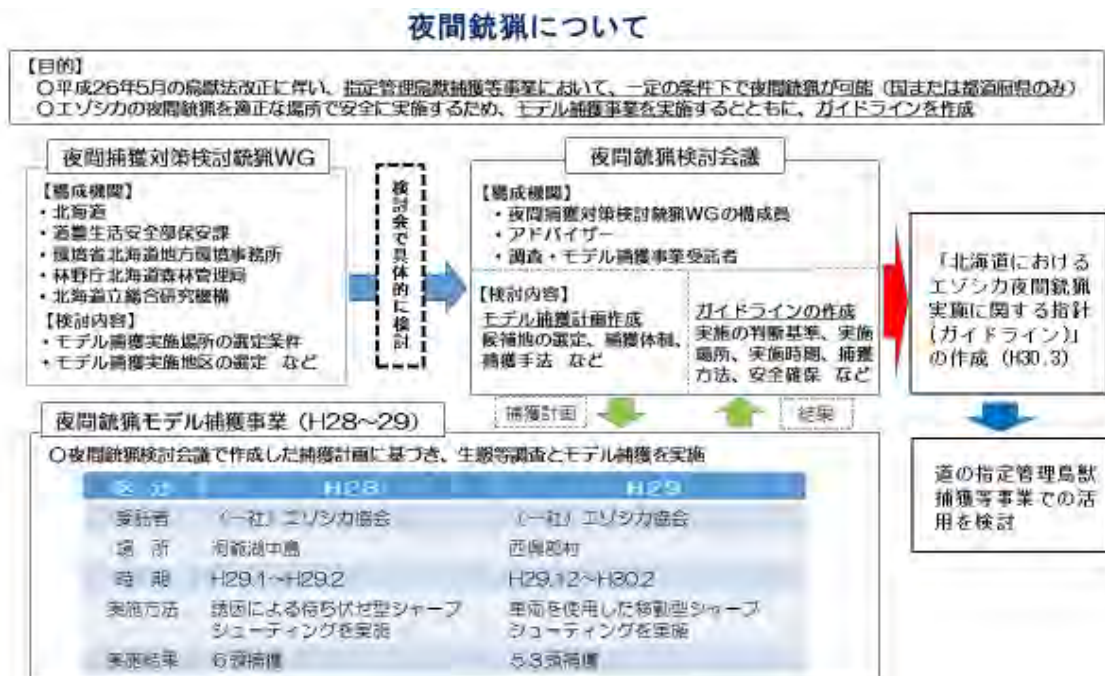 夜間銃猟について
【目的】
○平成26年5月の鳥獣法改正に伴い、指定管理鳥獣捕獲等事業において、一定の条件下で夜間銃猟が可能（国または都道府県のみ）
○エゾシカの夜間銃猟を適正な場所で安全に実施するため、モデル捕獲事業を実施するとともに、ガイドラインを作成
夜間捕獲対策検討銃猟WG
【構成機関】
・北海道
・道警生活安全部保安課
・環境省北海道地方環境事務所
・林野庁北海道森林管理局
・北海道立総合研究機構
【検討内容】
・モデル捕獲実施場所の選定条件
・モデル捕獲実施地区の選定 など
検討会で具体的に検討
夜間銃猟検討会議
【構成機関】
・夜間捕獲対策検討銃猟WGの構成員
・アドバイザー
・調査・モデル捕獲事業受託者
【検討内容】
モデル捕獲計画作成
候補地の選定、捕獲体制、
捕獲手法 など
ガイドラインの作成
実施の判断基準、実施
場所、実施時間、捕獲
方法、安全確保 など
「北海道における
エゾシカ夜間銃猟
実施に関する指針
(ガイドライン)」
の作成（H30.3）
捕獲計画
結果
道の指定管理鳥獣
捕獲等事業での活
用を検討
夜間銃猟モデル捕獲事業（H28～29）
○夜間銃猟検討会議で作成した捕獲計画に基づき、生息等調査とモデル捕獲を実施
区分 H28 H29
受託者 （一社）エゾシカ協会 （一社）エゾシカ協会
場所 洞爺湖中島 西興部村
時期 H29.1～H29.2 H29.12～H30.2
実施方法 誘因による待ち伏せ型シャープ 車両を使用した移動型シャープ
シューティングを実施 シューティングを実施
実施結果 6頭捕獲 53頭捕獲